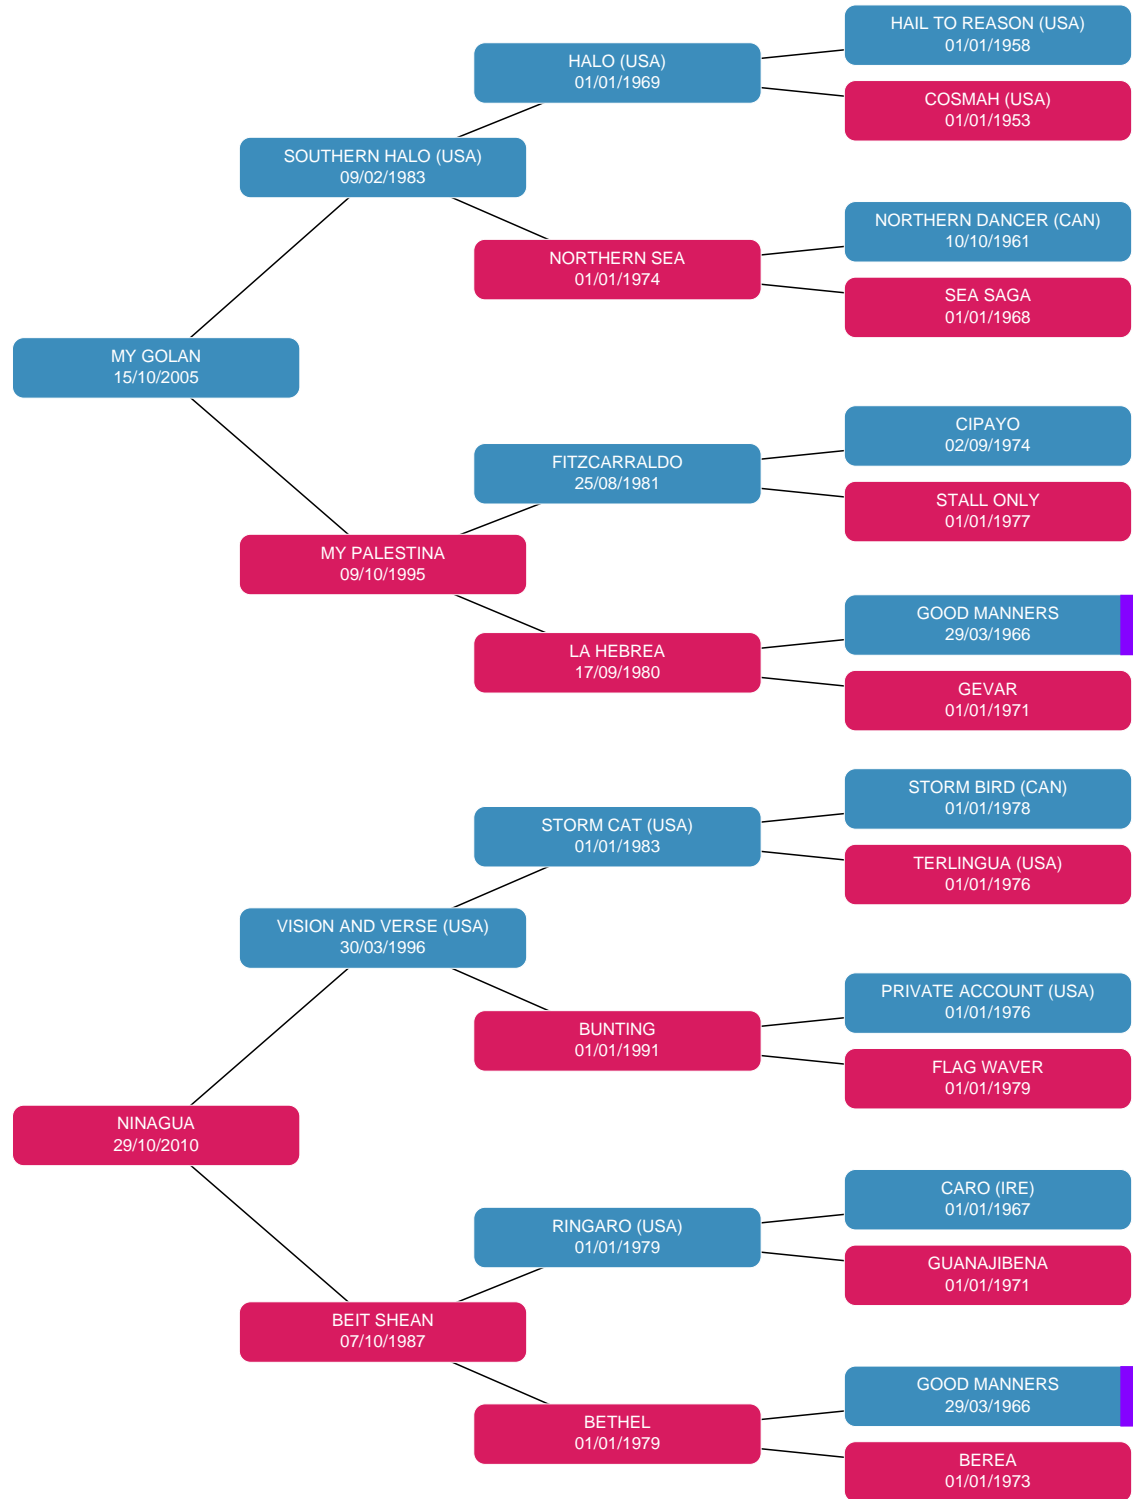 HAIL TO REASON (USA)
01/01/1958
HALO (USA)
01/01/1969
COSMAH (USA)
01/01/1953
SOUTHERN HALO (USA)
09/02/1983
NORTHERN DANCER (CAN)
10/10/1961
NORTHERN SEA
01/01/1974
SEA SAGA
01/01/1968
MY GOLAN
15/10/2005
CIPAYO
02/09/1974
FITZCARRALDO
25/08/1981
STALL ONLY
01/01/1977
MY PALESTINA
09/10/1995
GOOD MANNERS
29/03/1966
LA HEBREA
17/09/1980
GEVAR
01/01/1971
STORM BIRD (CAN)
01/01/1978
STORM CAT (USA)
01/01/1983
TERLINGUA (USA)
01/01/1976
VISION AND VERSE (USA)
30/03/1996
PRIVATE ACCOUNT (USA)
01/01/1976
BUNTING
01/01/1991
FLAG WAVER
01/01/1979
NINAGUA
29/10/2010
CARO (IRE)
01/01/1967
RINGARO (USA)
01/01/1979
GUANAJIBENA
01/01/1971
BEIT SHEAN
07/10/1987
GOOD MANNERS
29/03/1966
BETHEL
01/01/1979
BEREA
01/01/1973